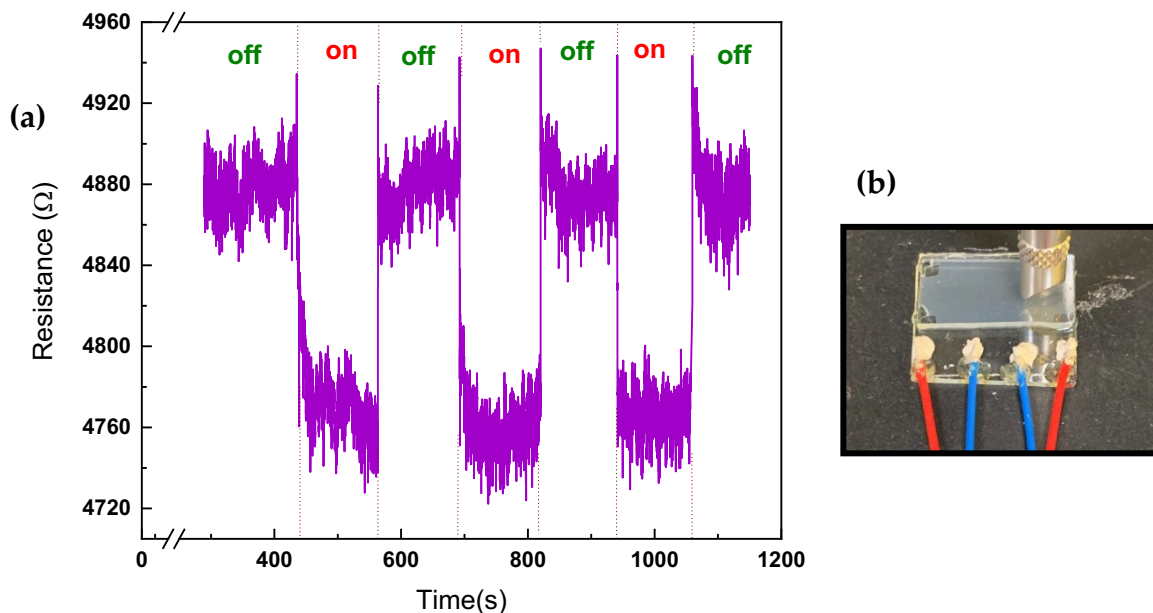 (a)
Resistance (Ω)
4960
4920
4880
4840
4800
4760
4720
off on off on off on off
0 400 600 800 1000 1200
Time(s)
(b)